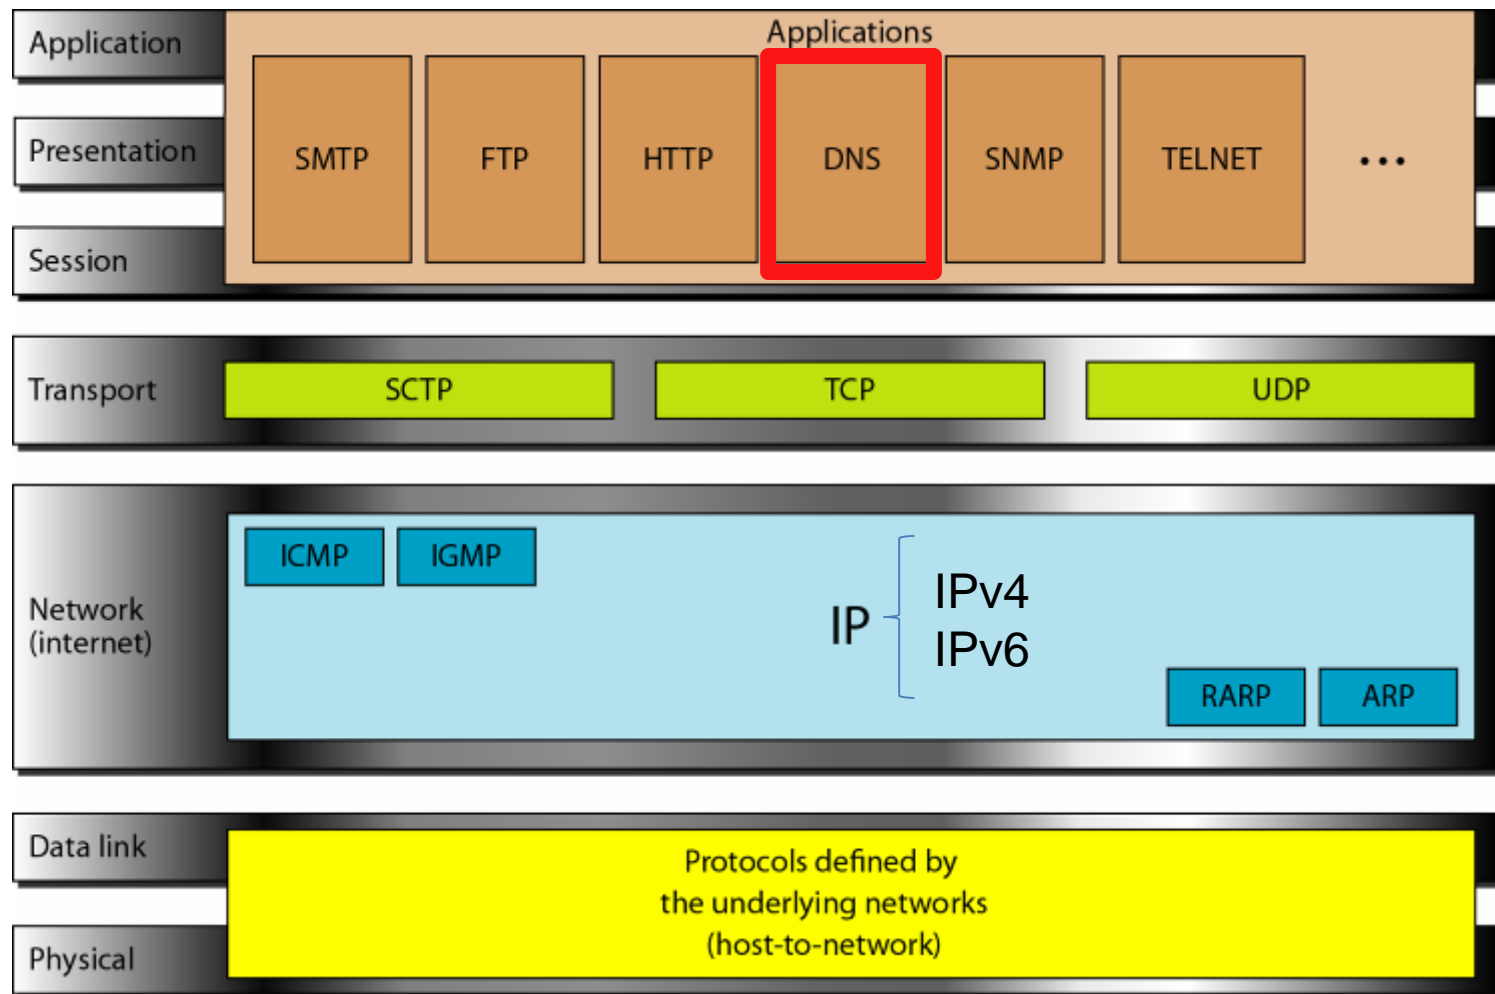 Application
Applications
Presentation
SMTP
FTP
HTTP
DNS
SNMP
TELNET
...
Session
Transport
SCTP
TCP
UDP
Network
(internet)
ICMP
IGMP
IP
IPv4
IPv6
RARP
ARP
Data link
Protocols defined by
the underlying networks
(host-to-network)
Physical